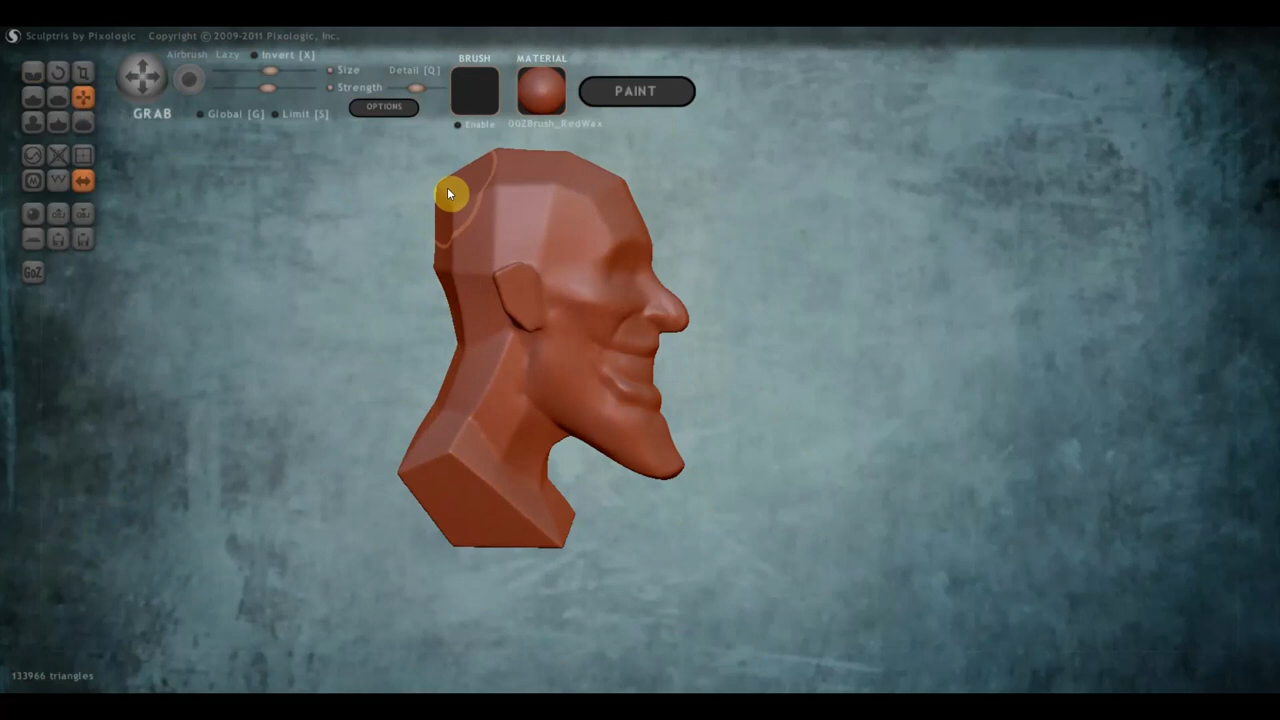 Sculptris by Pixologic Copyright © 2009-2011 Pixologic, Inc.
Airbrush Lazy Invert [X]
Size Detail [Q]
Strength
GRAB Global [G] Limit [S]
OPTIONS
BRUSH
Enable
MATERIAL
OGZBrush_RedWax
PAINT
GoZ
133966 triangles